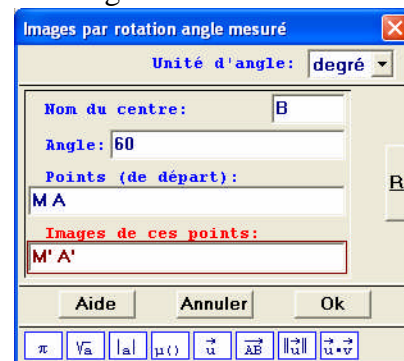 Images par rotation angle mesuré
Unité d'angle: degré
Nom du centre: B
Angle: 60
Points (de départ):
M A
R
Images de ces points:
M' A'
Aide Annuler Ok
π √a |a| μ() u⃗ AB⃗ ‖u⃗‖ u⃗•v⃗